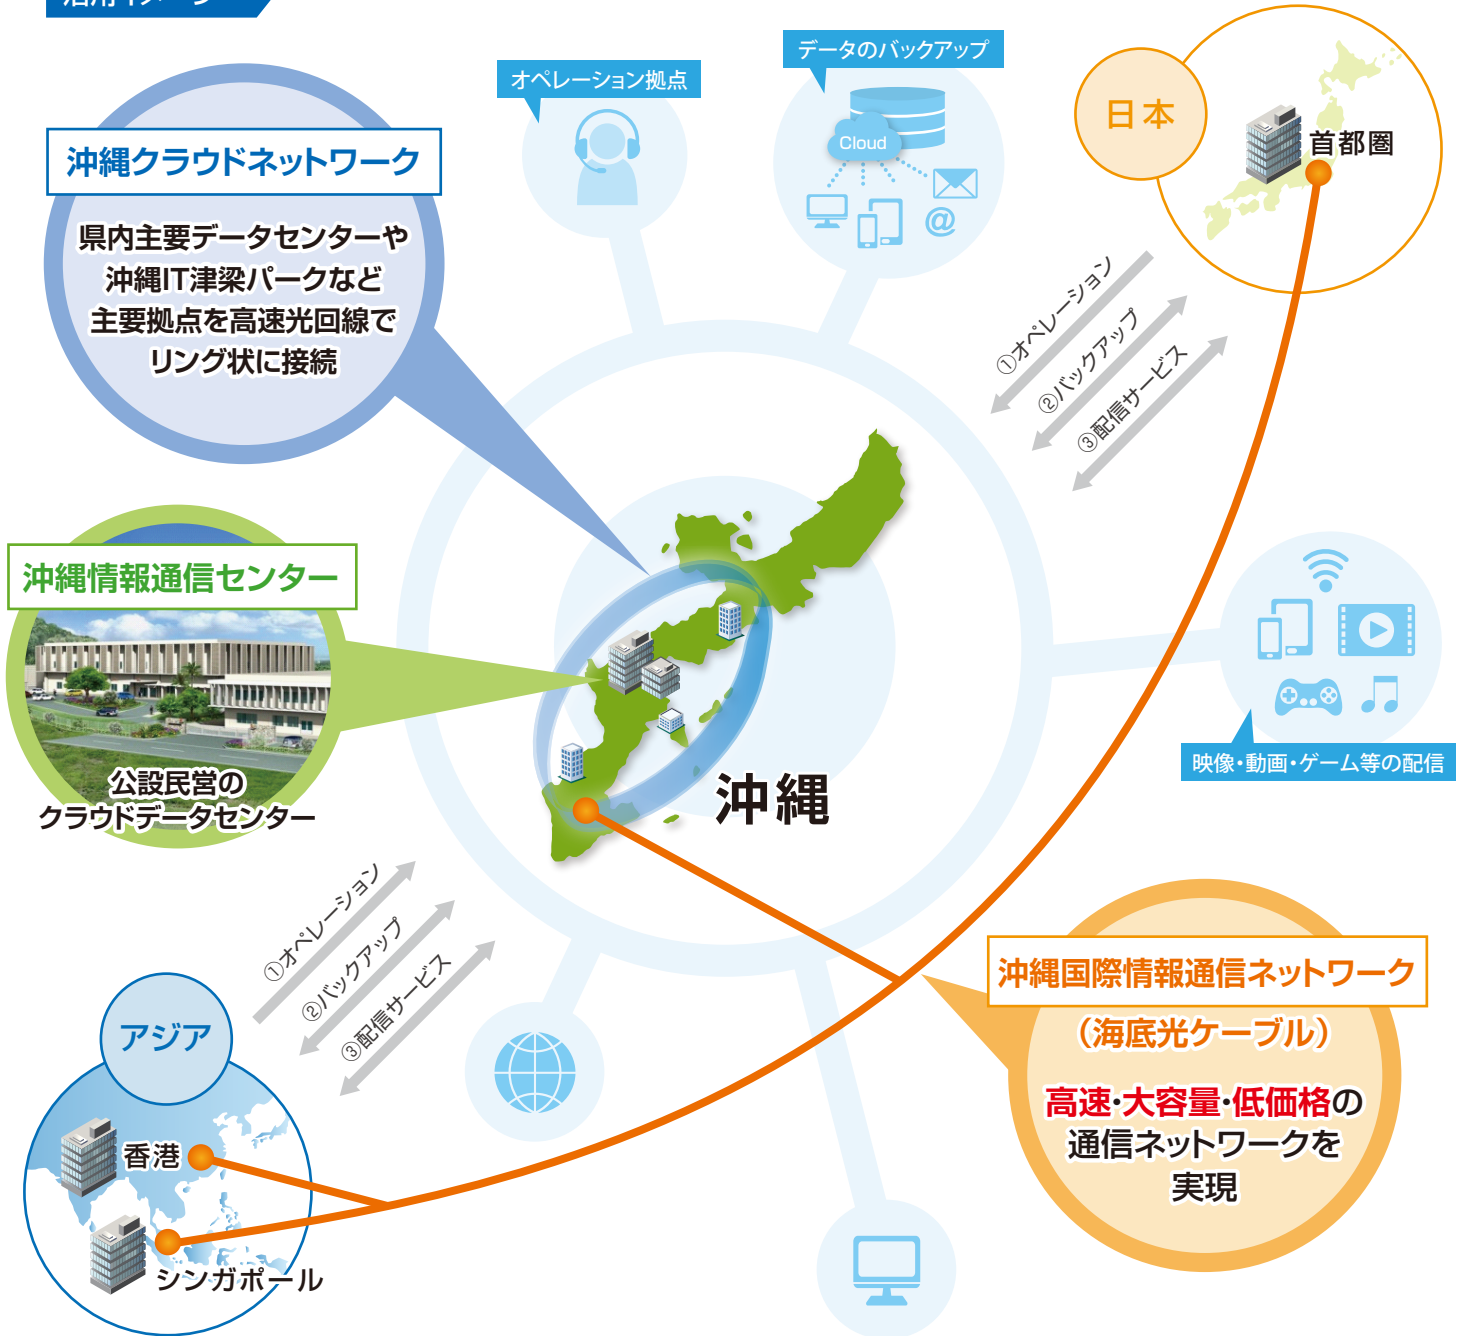 活用イメージ
オペレーション拠点
データのバックアップ
Cloud
@
日本
首都圏
沖縄クラウドネットワーク
県内主要データセンターや
沖縄IT津梁パークなど
主要拠点を高速光回線で
リング状に接続
①オペレーション
②バックアップ
③配信サービス
沖縄情報通信センター
公設民営の
クラウドデータセンター
映像・動画・ゲーム等の配信
沖縄
①オペレーション
②バックアップ
③配信サービス
沖縄国際情報通信ネットワーク
（海底光ケーブル）
高速・大容量・低価格の
通信ネットワークを
実現
アジア
香港
シンガポール